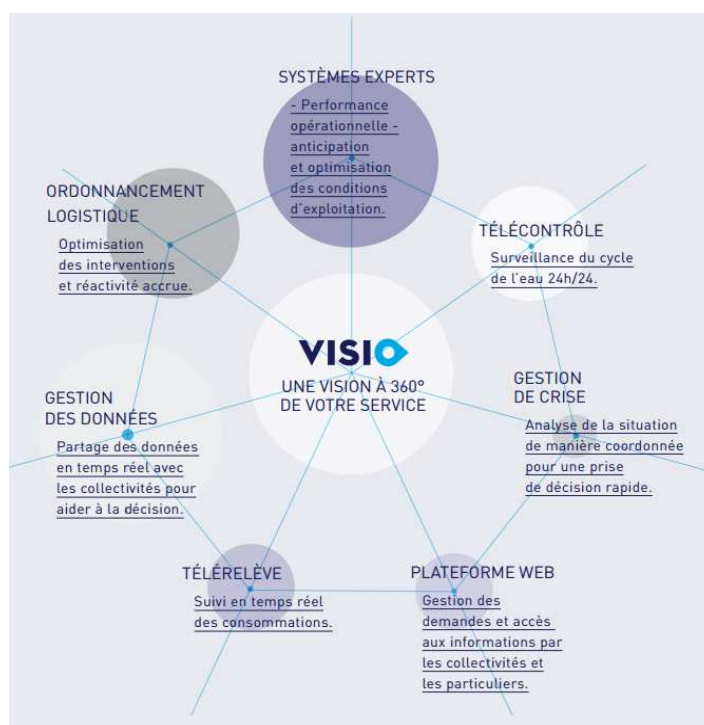 SYSTÈMES EXPERTS
- Performance
opérationnelle -
anticipation
et optimisation
des conditions
d'exploitation.
ORDONNANCEMENT
LOGISTIQUE
Optimisation
des interventions
et réactivité accrue.
TÉLÉCONTRÔLE
Surveillance du cycle
de l'eau 24h/24.
VISIO
UNE VISION À 360°
DE VOTRE SERVICE
GESTION
DES DONNÉES
Partage des données
en temps réel avec
les collectivités pour
aider à la décision.
GESTION
DE CRISE
Analyse de la situation
de manière coordonnée
pour une prise
de décision rapide.
TÉLÉRELÈVE
Suivi en temps réel
des consommations.
PLATEFORME WEB
Gestion des
demandes et accès
aux informations par
les collectivités et
les particuliers.